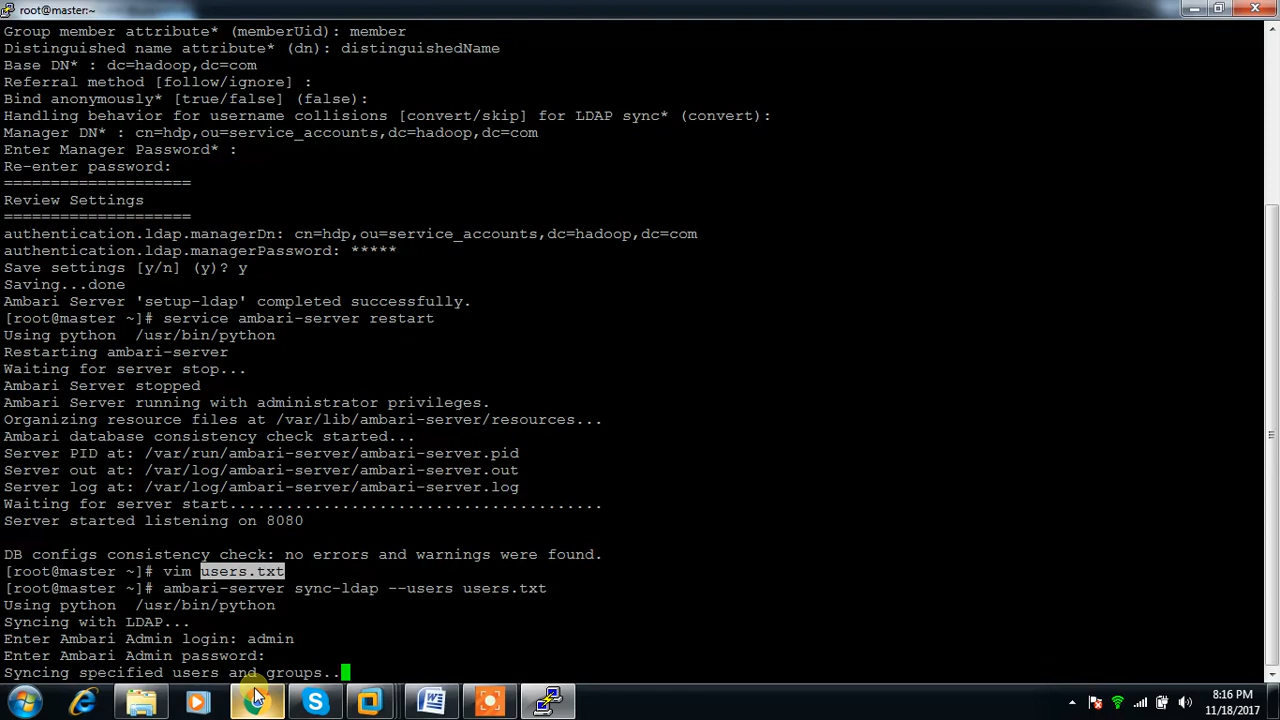 root@master:~
Group member attribute* (memberUid): member
Distinguished name attribute* (dn): distinguishedName
Base DN* : dc=hadoop,dc=com
Referral method [follow/ignore] :
Bind anonymously* [true/false] (false):
Handling behavior for username collisions [convert/skip] for LDAP sync* (convert):
Manager DN* : cn=hdp,ou=service_accounts,dc=hadoop,dc=com
Enter Manager Password* :
Re-enter password:
====================
Review Settings
====================
authentication.ldap.managerDn: cn=hdp,ou=service_accounts,dc=hadoop,dc=com
authentication.ldap.managerPassword: *****
Save settings [y/n] (y)? y
Saving...done
Ambari Server 'setup-ldap' completed successfully.
[root@master ~]# service ambari-server restart
Using python  /usr/bin/python
Restarting ambari-server
Waiting for server stop...
Ambari Server stopped
Ambari Server running with administrator privileges.
Organizing resource files at /var/lib/ambari-server/resources...
Ambari database consistency check started...
Server PID at: /var/run/ambari-server/ambari-server.pid
Server out at: /var/log/ambari-server/ambari-server.out
Server log at: /var/log/ambari-server/ambari-server.log
Waiting for server start........................................
Server started listening on 8080
DB configs consistency check: no errors and warnings were found.
[root@master ~]# vim users.txt
[root@master ~]# ambari-server sync-ldap --users users.txt
Using python  /usr/bin/python
Syncing with LDAP...
Enter Ambari Admin login: admin
Enter Ambari Admin password:
Syncing specified users and groups..
8:16 PM
11/18/2017